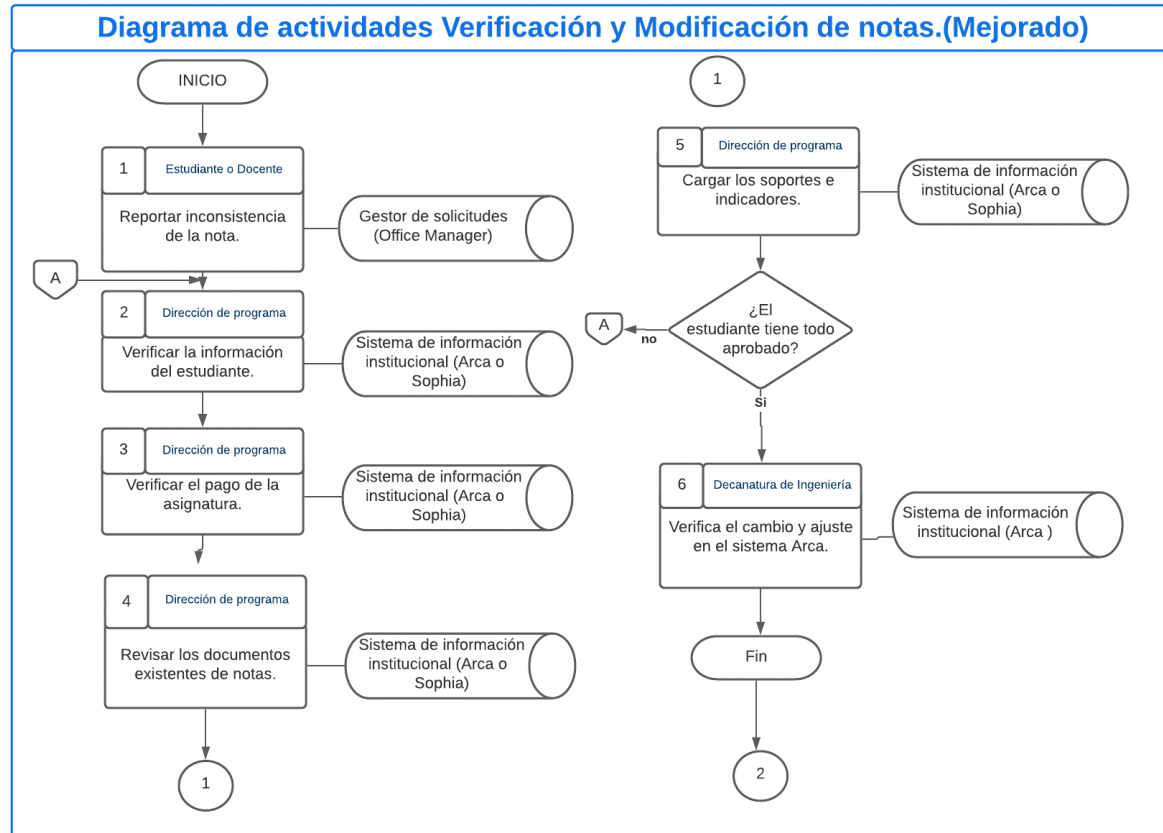 Diagrama de actividades Verificación y Modificación de notas.(Mejorado)
INICIO
1
Estudiante o Docente
Reportar inconsistencia
de la nota.
Gestor de solicitudes
(Office Manager)
A
2
Dirección de programa
Verificar la información
del estudiante.
Sistema de información
institucional (Arca o
Sophia)
3
Dirección de programa
Verificar el pago de la
asignatura.
Sistema de información
institucional (Arca o
Sophia)
4
Dirección de programa
Revisar los documentos
existentes de notas.
Sistema de información
institucional (Arca o
Sophia)
1
1
5
Dirección de programa
Cargar los soportes e
indicadores.
Sistema de información
institucional (Arca o
Sophia)
¿El
estudiante tiene todo
aprobado?
no
A
Si
6
Decanatura de Ingeniería
Verifica el cambio y ajuste
en el sistema Arca.
Sistema de información
institucional (Arca )
Fin
2